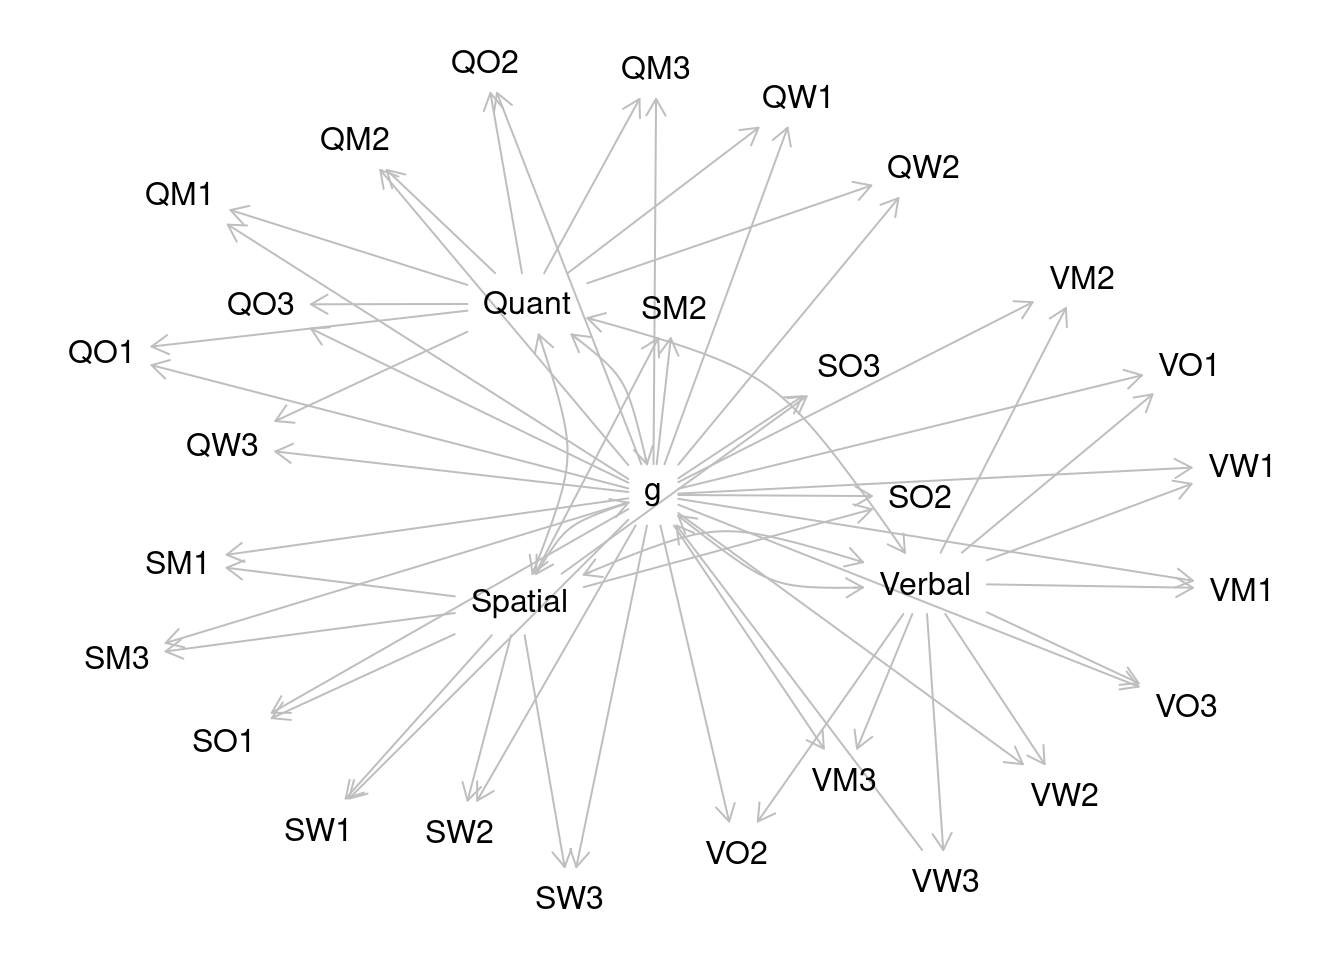 QO2
QM3
QW1
QM2
QW2
QM1
VM2
QO3
Quant
SM2
QO1
SO3
VO1
QW3
VW1
g
SO2
SM1
Verbal
VM1
Spatial
SM3
VO3
SO1
VM3
VW2
SW1
SW2
VO2
VW3
SW3